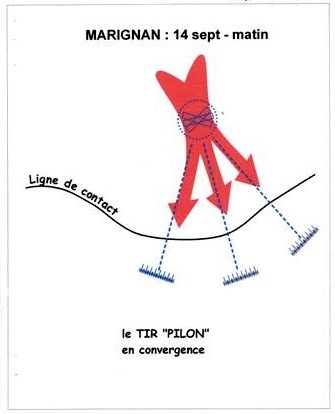 MARIGNAN : 14 sept - matin
Ligne de contact
le TIR "PILON"
en convergence